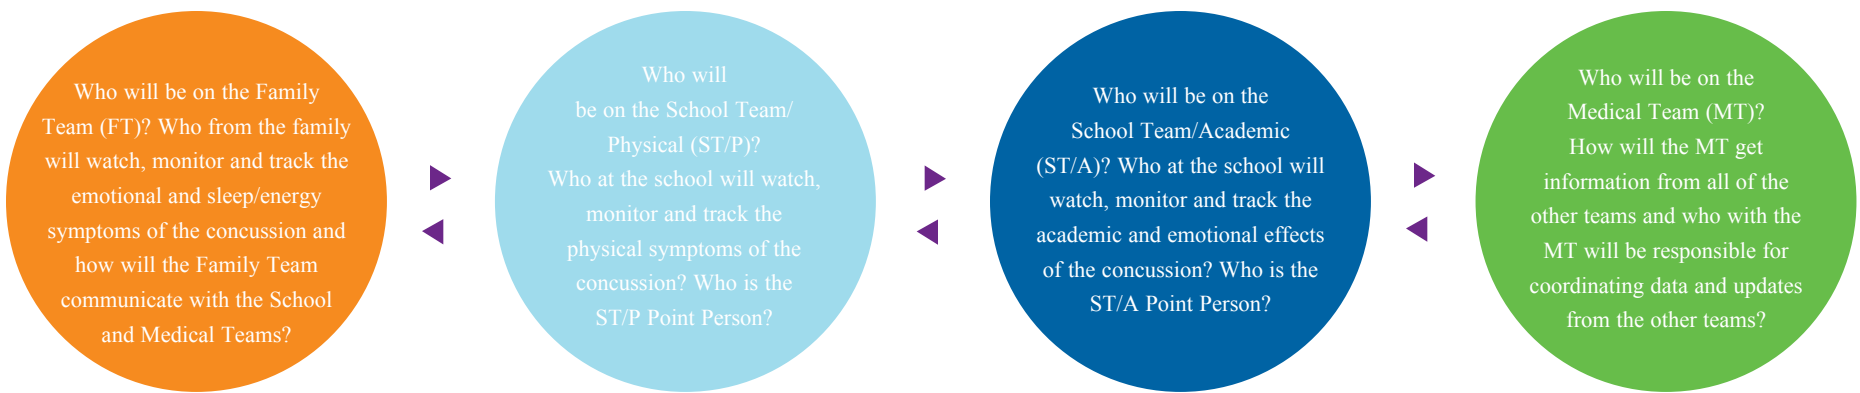 Who will be on the Family
Team (FT)? Who from the family
will watch, monitor and track the
emotional and sleep/energy
symptoms of the concussion and
how will the Family Team
communicate with the School
and Medical Teams?
Who will
be on the School Team/
Physical (ST/P)?
Who at the school will watch,
monitor and track the
physical symptoms of the
concussion? Who is the
ST/P Point Person?
Who will be on the
School Team/Academic
(ST/A)? Who at the school will
watch, monitor and track the
academic and emotional effects
of the concussion? Who is the
ST/A Point Person?
Who will be on the
Medical Team (MT)?
How will the MT get
information from all of the
other teams and who with the
MT will be responsible for
coordinating data and updates
from the other teams?